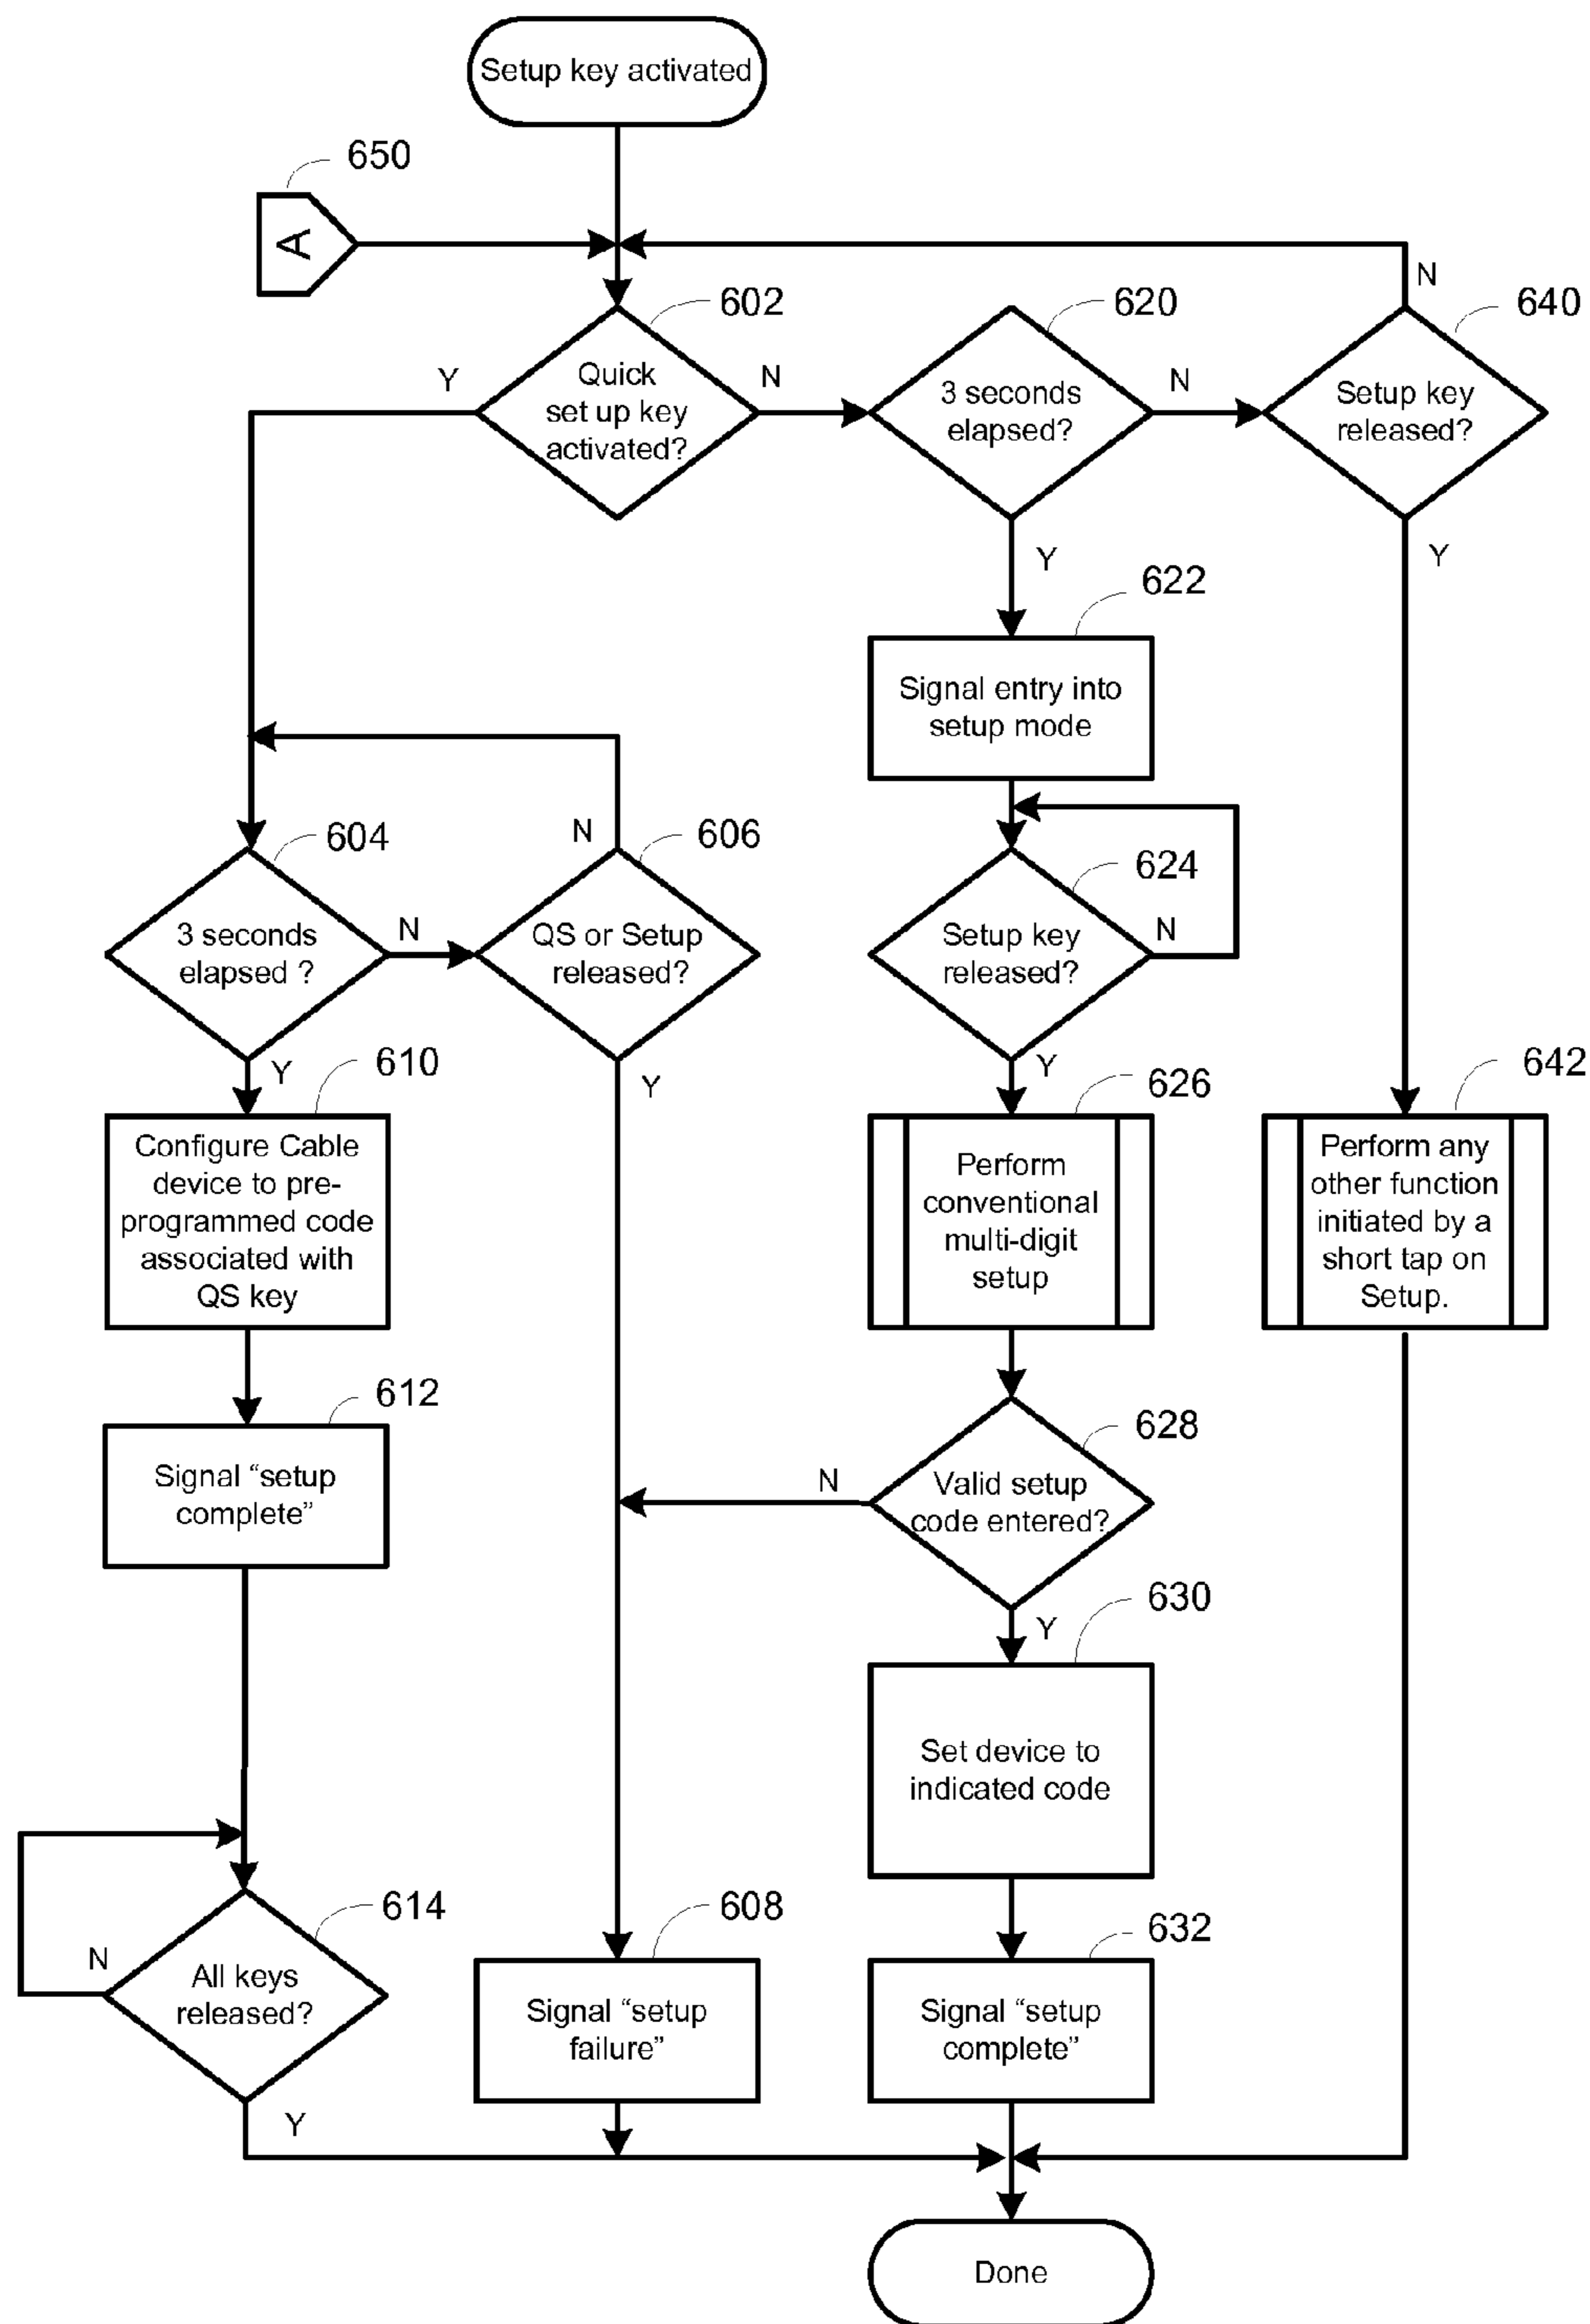 Setup key activated
650
A
602
620
640
N
Y
Quick
set up key
activated?
N
3 seconds
elapsed?
N
Setup key
released?
Y
Y
622
Signal entry into
setup mode
604
N
606
624
3 seconds
elapsed ?
N
QS or Setup
released?
Setup key
released?
N
Y
610
Y
Y
626
642
Configure Cable
device to pre-
programmed code
associated with
QS key
Perform
conventional
multi-digit
setup
Perform any
other function
initiated by a
short tap on
Setup.
612
Signal “setup
complete”
628
N
Valid setup
code entered?
Y
630
Set device to
indicated code
614
N
All keys
released?
Y
608
Signal “setup
failure”
632
Signal “setup
complete”
Done